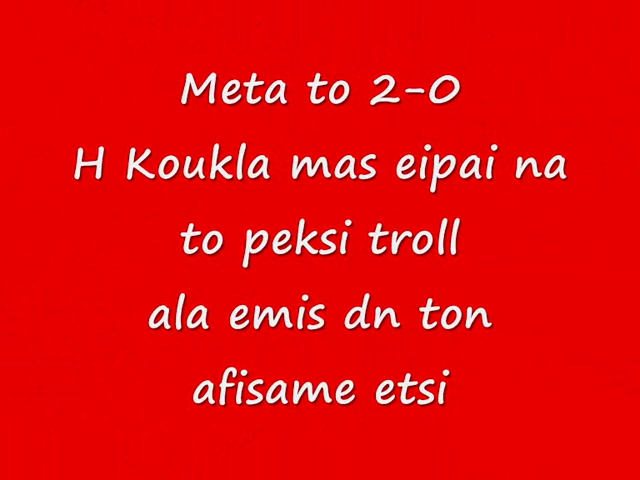 Meta to 2-0
H Koukla mas eipai na
to peksi troll
ala emis dn ton
afisame etsi